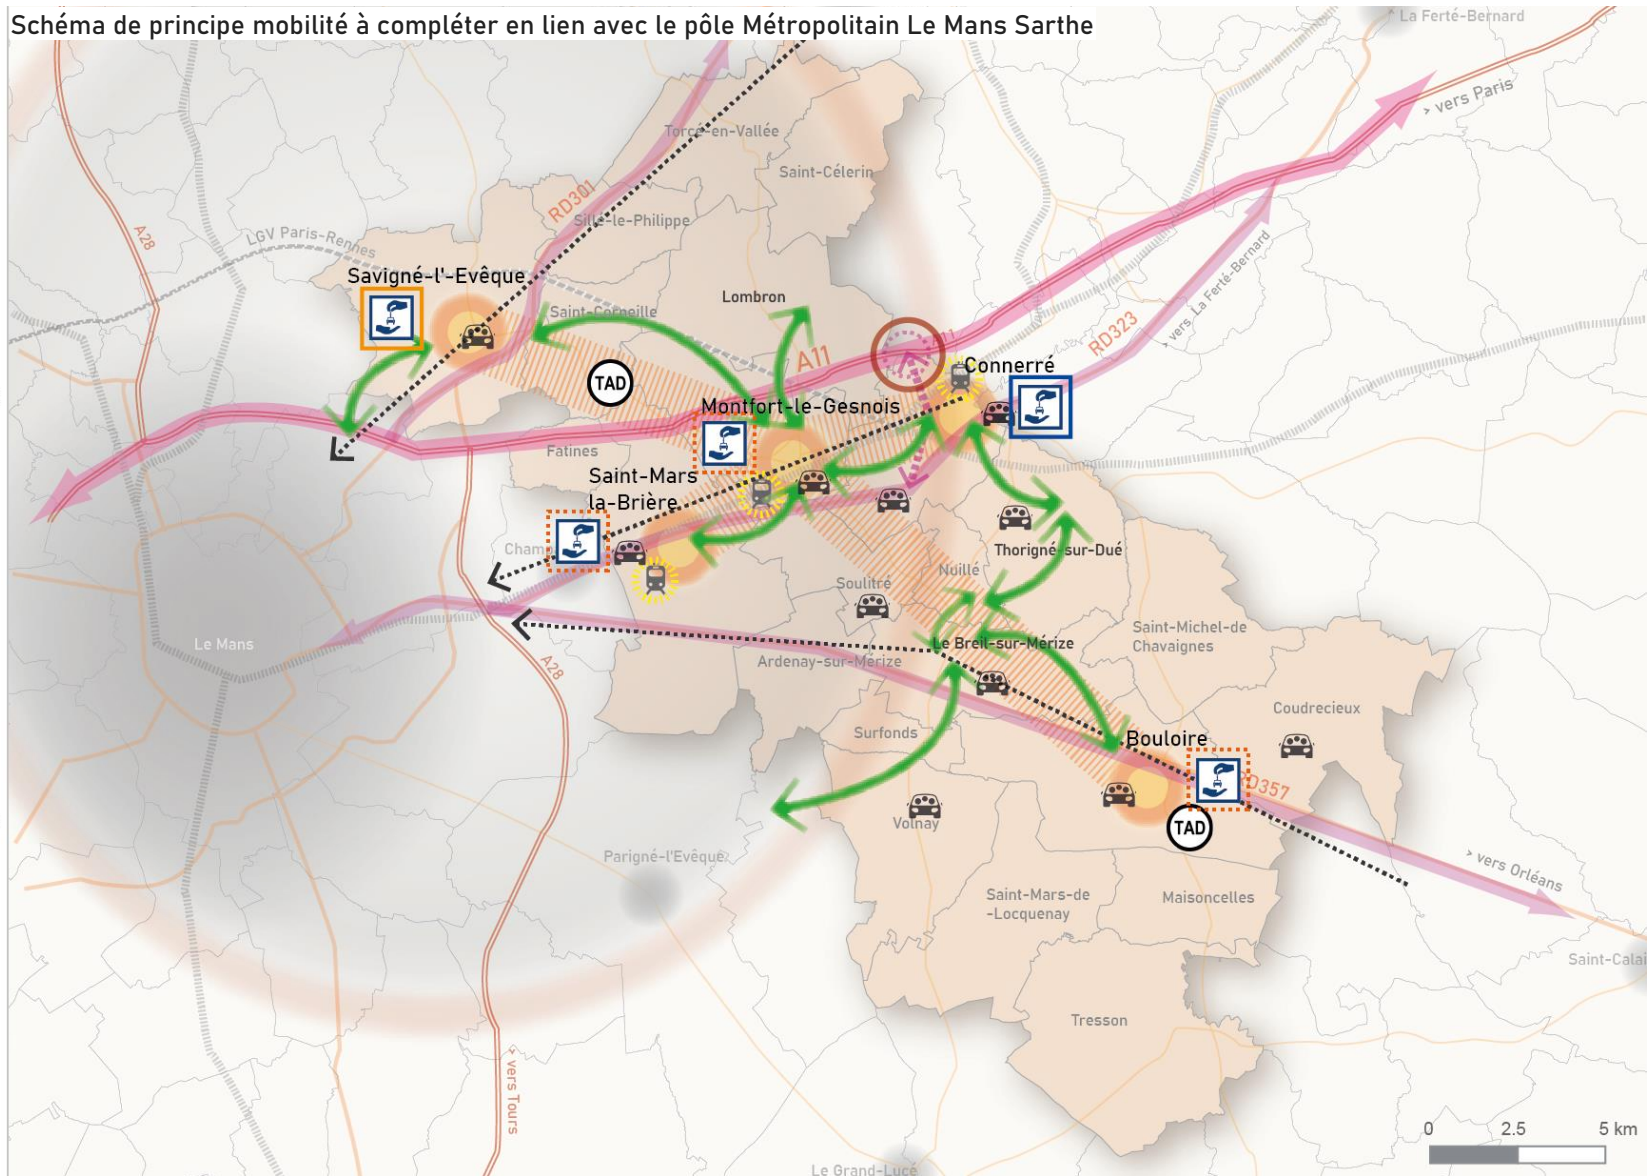 Schéma de principe mobilité à compléter en lien avec le pôle Métropolitain Le Mans Sarthe
> La Ferté-Bernard
> vers Paris
Torcé-en-Vallée
Saint-Célerin
RD301
Sillé-le-Philippe
A28
LGV Paris-Rennes
Savigné-l'-Evêque
Saint-Corneille
Lombron
> vers La Ferté-Bernard
RD323
A11
Connerré
TAD
Montfort-le-Gesnois
Fatines
Saint-Mars
la-Brière
Thorigné-sur-Dué
Nuillé
Soulitré
Le Mans
Saint-Michel-de
Chavaignes
Le Breil-sur-Mérize
Ardenay-sur-Mérize
A28
Coudrecieux
Surfonds
Bouloire
RD357
Volnay
TAD
Parigné-l'Evêque
> vers Orléans
Saint-Mars-de
-Locquenay
Maisoncelles
Saint-Calai
Tresson
> vers Tours
0 2.5 5 km
Le Grand-Lucé